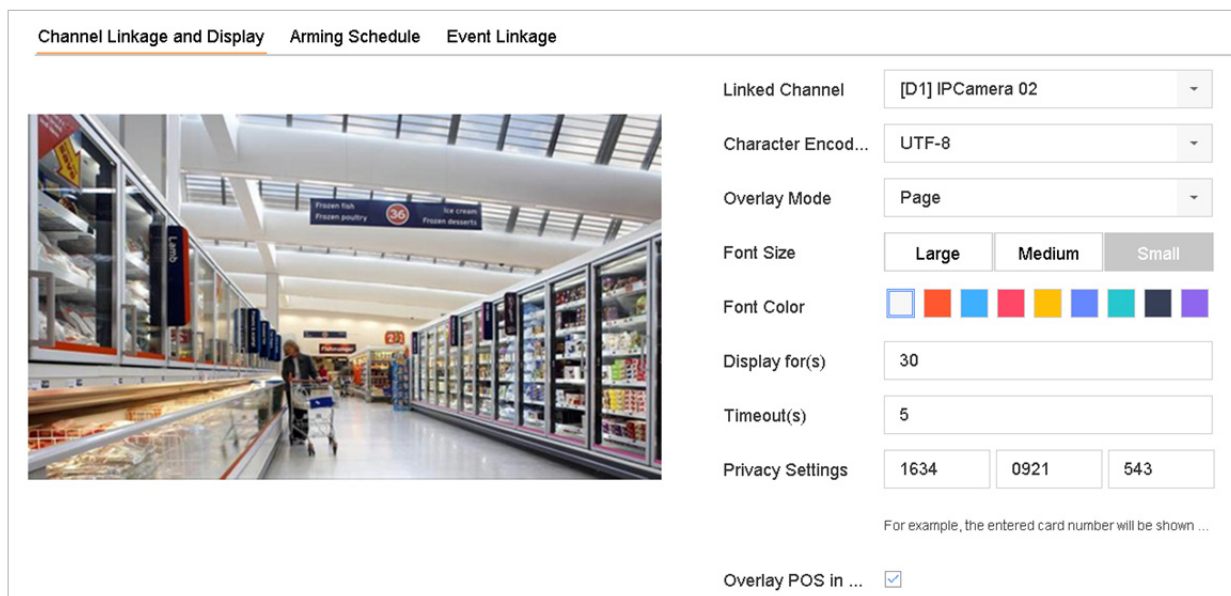 Channel Linkage and Display Arming Schedule Event Linkage
Linked Channel [D1] IPCamera 02
Character Encod... UTF-8
Overlay Mode Page
Font Size Large Medium Small
Font Color
Display for(s) 30
Timeout(s) 5
Privacy Settings 1634 0921 543
For example, the entered card number will be shown ...
Overlay POS in ...
SAVE
Lamb
Frozen fish
Frozen poultry
36
Ice cream
Frozen desserts